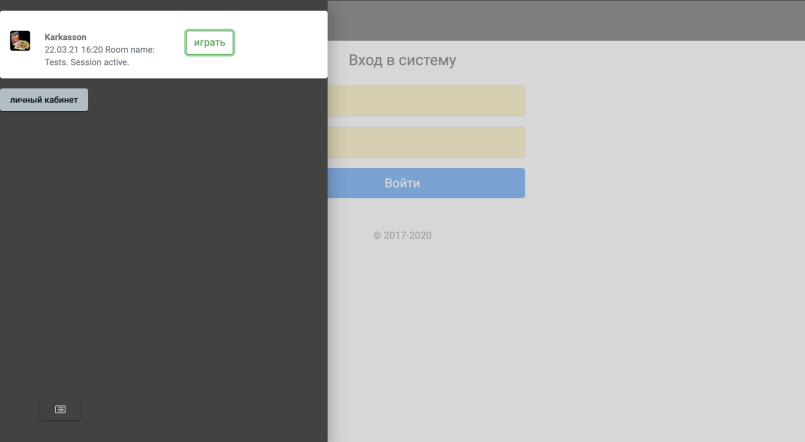 Karkasson
22.03.21 16:20 Room name:
Tests. Session active.
играть
личный кабинет
Вход в систему
Войти
© 2017-2020